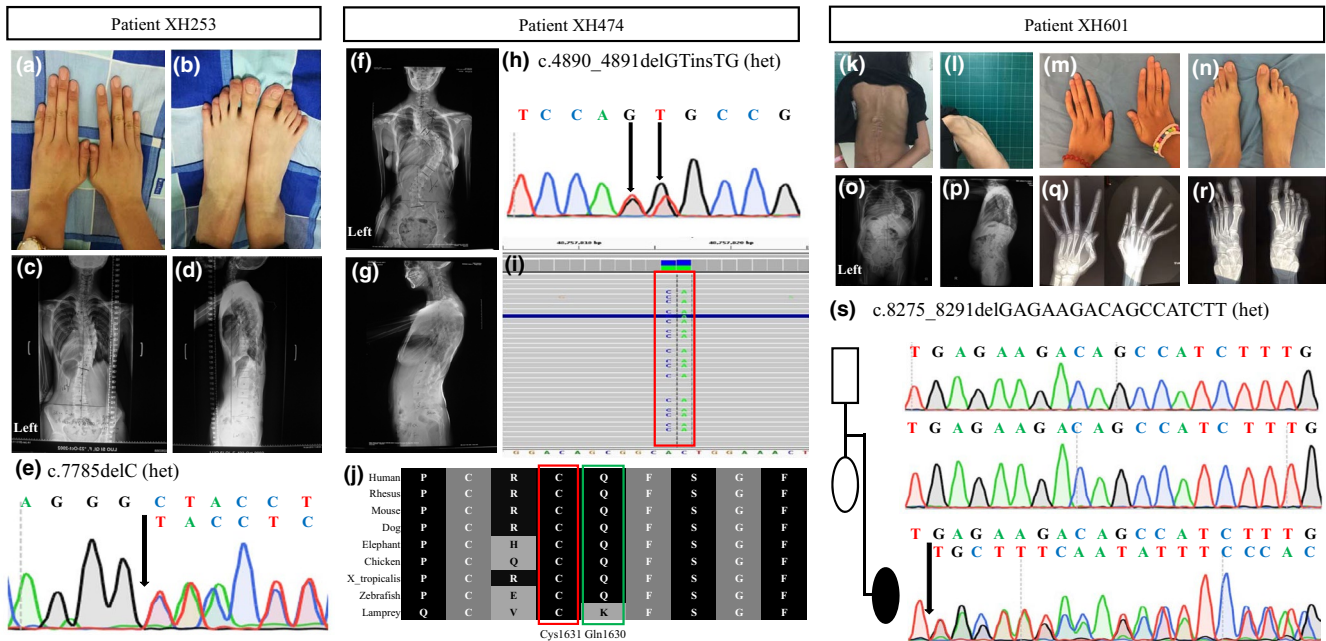 Patient XH253
(a)
(b)
(c)
Left
(d)
(e) c.7785delC (het)
A G G G C T A C C T
T A C C T C
Patient XH474
(f)
Left
(g)
(h) c.4890_4891delGTinsTG (het)
T C C A G T G C C G
(i)
C A
C A
C A
C A
C A
C A
C A
C A
C A
C A
G G A C A G C G G C A C T G G A A A C T
(j)
Human P C R C Q F S G F
Rhesus P C R C Q F S G F
Mouse P C R C Q F S G F
Dog P C R C Q F S G F
Elephant P C H C Q F S G F
Chicken P C Q C Q F S G F
X_tropicalis P C R C Q F S G F
Zebrafish P C E C Q F S G F
Lamprey Q C V C K F S G F
Cys1631 Gln1630
Patient XH601
(k)
(l)
(m)
(n)
(o)
Left
(p)
(q)
(r)
(s) c.8275_8291delGAGAAGACAGCCATCTT (het)
T G A G A A G A C A G C C A T C T T T G
T G A G A A G A C A G C C A T C T T T G
T G A G A A G A C A G C C A T C T T T G
T G C T T T C A A T A T T T C C C A C